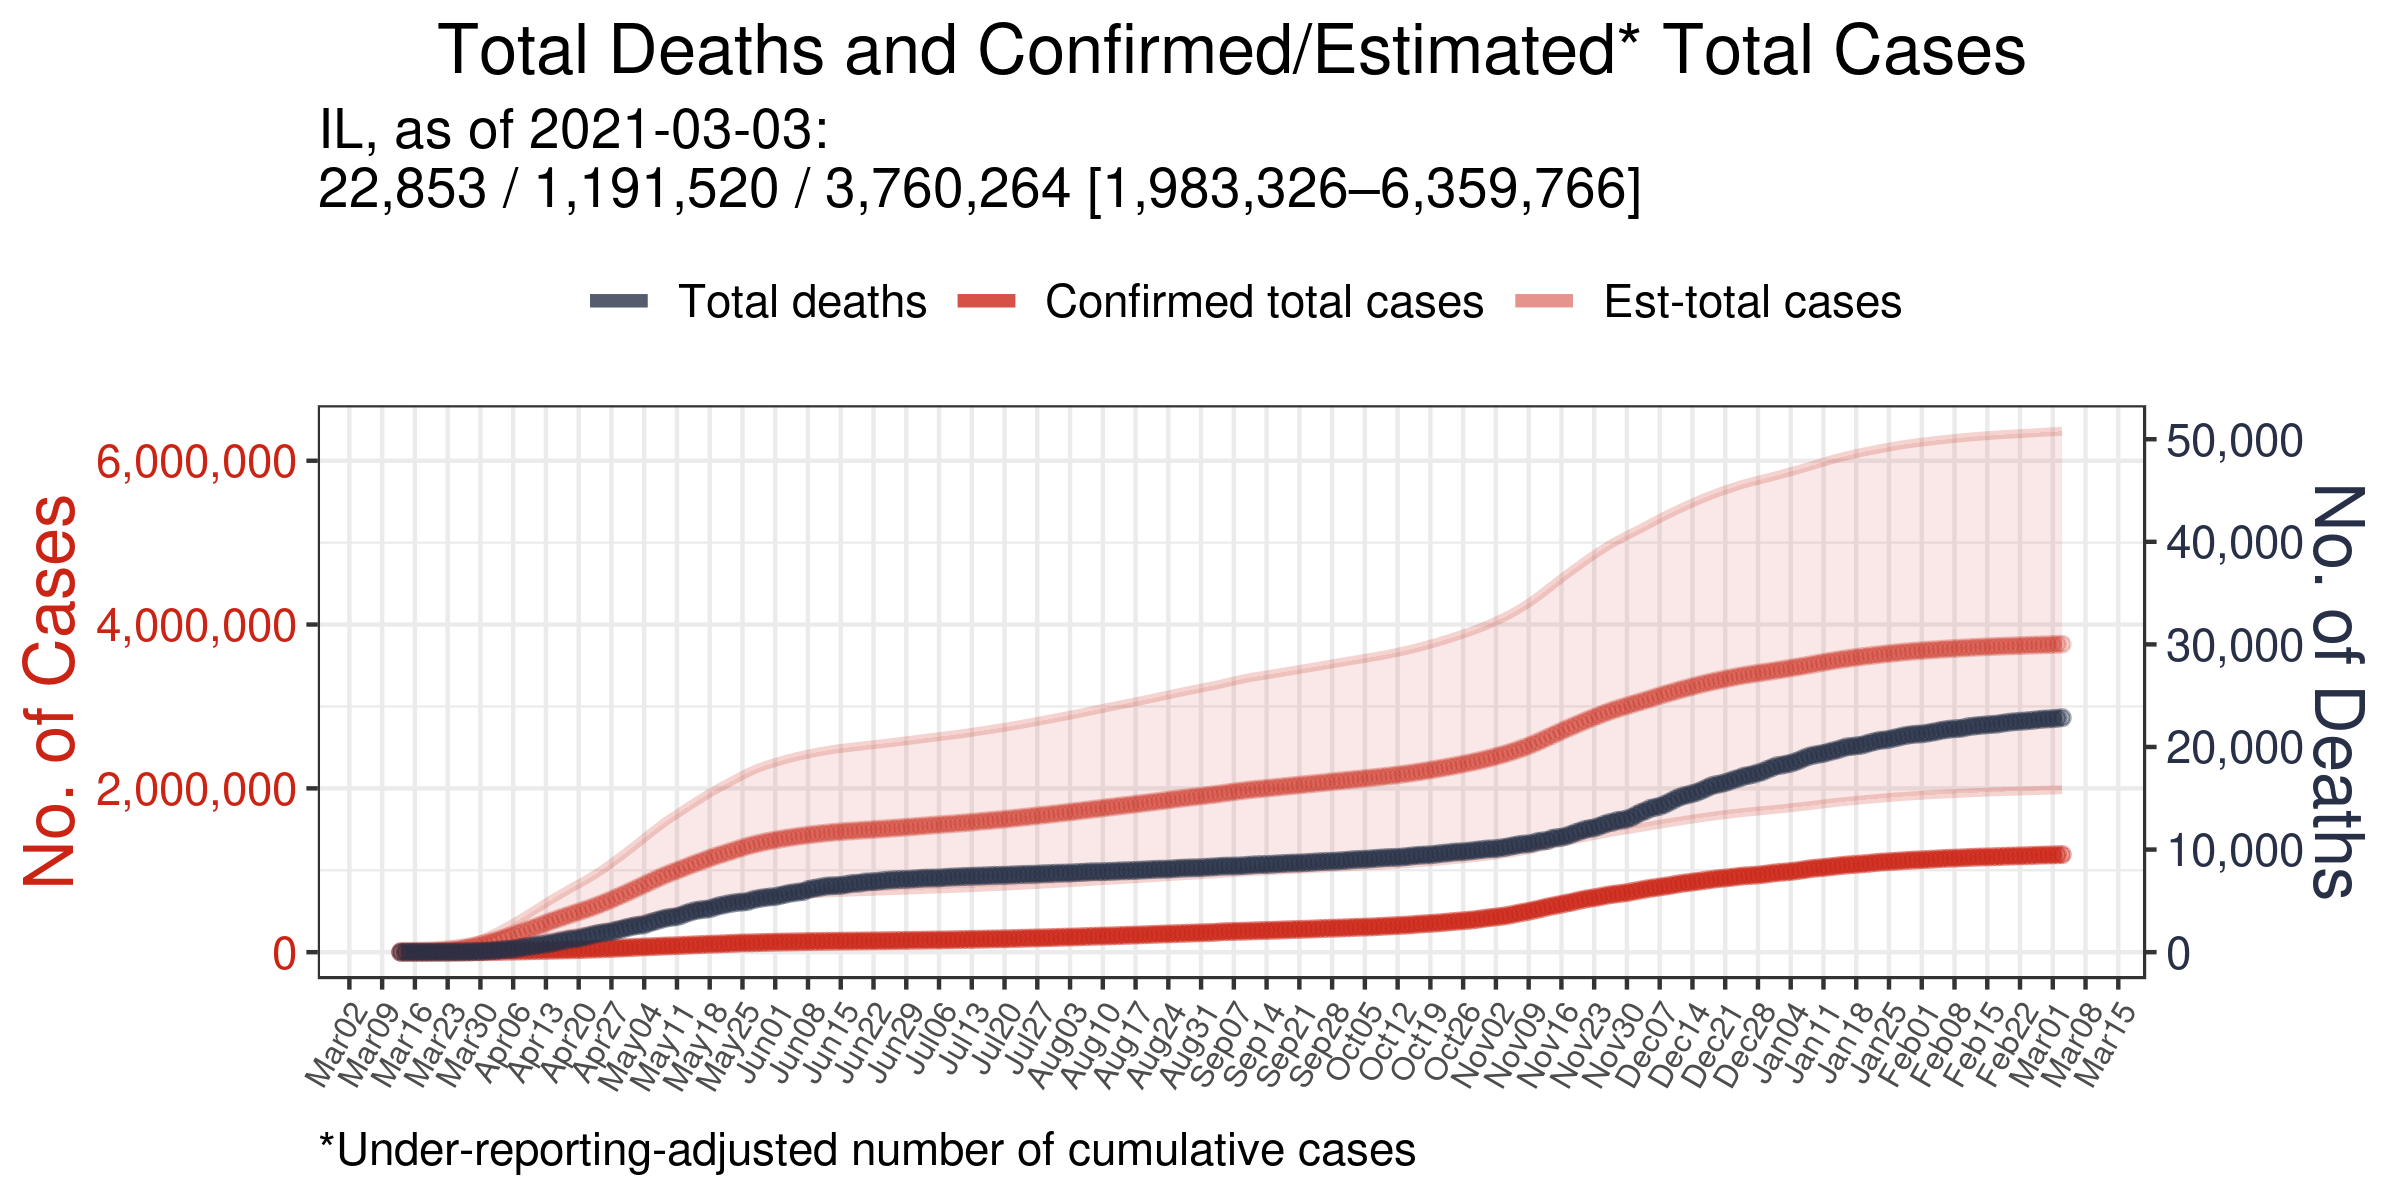 Total Deaths and Confirmed/Estimated* Total Cases
IL, as of 2021-03-03:
22,853 / 1,191,520 / 3,760,264 [1,983,326–6,359,766]
Total deaths
Confirmed total cases
Est-total cases
No. of Cases
6,000,000
4,000,000
2,000,000
0
50,000
40,000
30,000
20,000
10,000
0
No. of Deaths
Mar02
Mar09
Mar16
Mar23
Mar30
Apr06
Apr13
Apr20
Apr27
May04
May11
May18
May25
Jun01
Jun08
Jun15
Jun22
Jun29
Jul06
Jul13
Jul20
Jul27
Aug03
Aug10
Aug17
Aug24
Aug31
Sep07
Sep14
Sep21
Sep28
Oct05
Oct12
Oct19
Oct26
Nov02
Nov09
Nov16
Nov23
Nov30
Dec07
Dec14
Dec21
Dec28
Jan04
Jan11
Jan18
Jan25
Feb01
Feb08
Feb15
Feb22
Mar01
Mar08
Mar15
*Under-reporting-adjusted number of cumulative cases